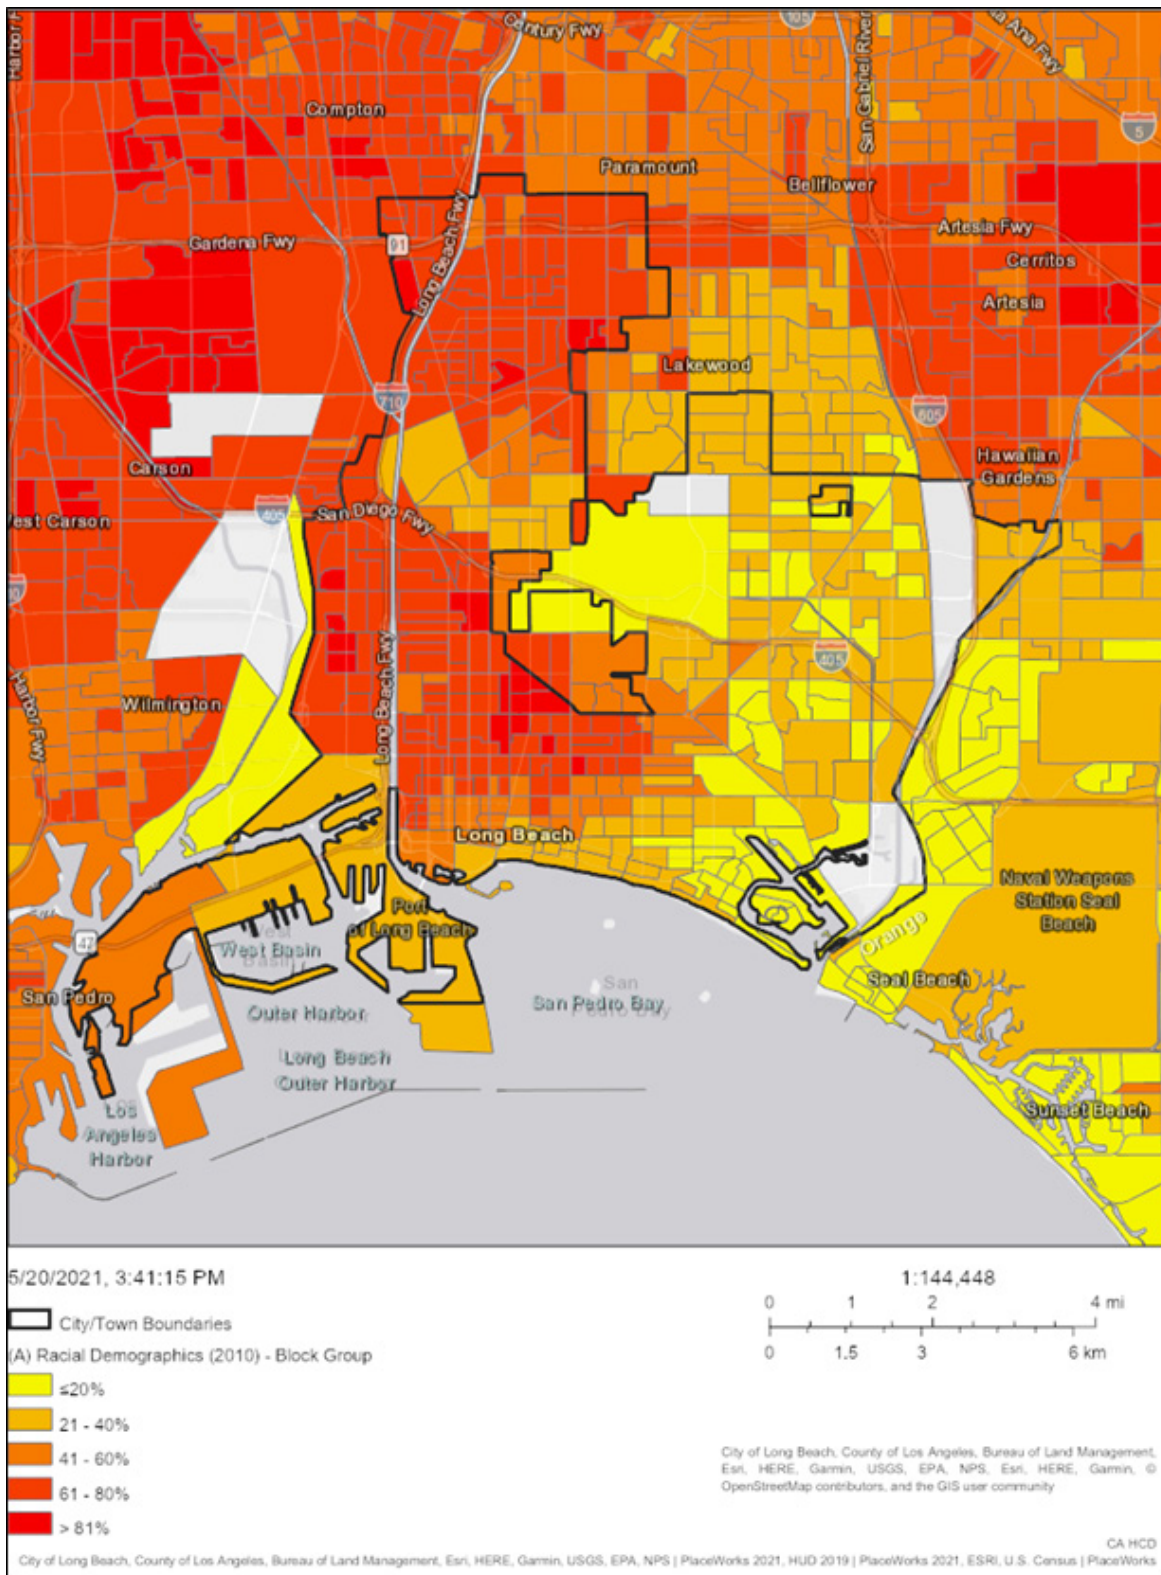 Century Fwy
105
Santa Ana Fwy
Harbor F
San Gabriel River
5
Compton
Paramount
Bellflower
Gardena Fwy
91
Long Beach Fwy
Artesia Fwy
Cerritos
Artesia
Lakewood
710
605
Carson
Hawaiian
Gardens
West Carson
405
San Diego Fwy
Long Beach Fwy
405
Harbor Fwy
Wilmington
Long Beach
Naval Weapons
Station Seal
Beach
Port
of Long Beach
West Basin
Orange
47
San Pedro
Seal Beach
San Pedro Bay
Outer Harbor
Long Beach
Outer Harbor
Los
Angeles
Harbor
Sunset Beach
5/20/2021, 3:41:15 PM
1:144,448
0 1 2 4 mi
0 1.5 3 6 km
City/Town Boundaries
(A) Racial Demographics (2010) - Block Group
≤20%
21 - 40%
41 - 60%
61 - 80%
> 81%
City of Long Beach, County of Los Angeles, Bureau of Land Management,
Esri, HERE, Garmin, USGS, EPA, NPS, Esri, HERE, Garmin, ©
OpenStreetMap contributors, and the GIS user community
CA HCD
City of Long Beach, County of Los Angeles, Bureau of Land Management, Esri, HERE, Garmin, USGS, EPA, NPS | PlaceWorks 2021, HUD 2019 | PlaceWorks 2021, ESRI, U.S. Census | PlaceWorks